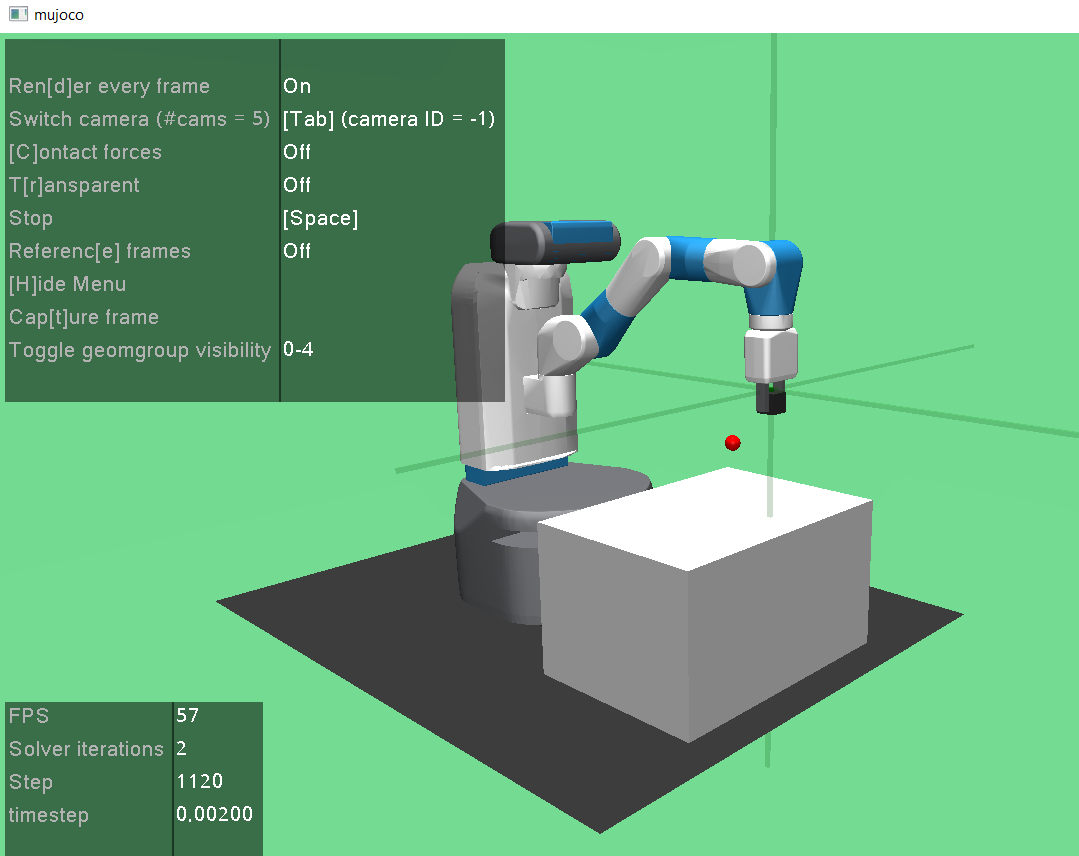 mujoco
Ren[d]er every frame On
Switch camera (#cams = 5) [Tab] (camera ID = -1)
[C]ontact forces Off
T[r]ansparent Off
Stop [Space]
Referenc[e] frames Off
[H]ide Menu
Cap[t]ure frame
Toggle geomgroup visibility 0-4
FPS 57
Solver iterations 2
Step 1120
timestep 0.00200